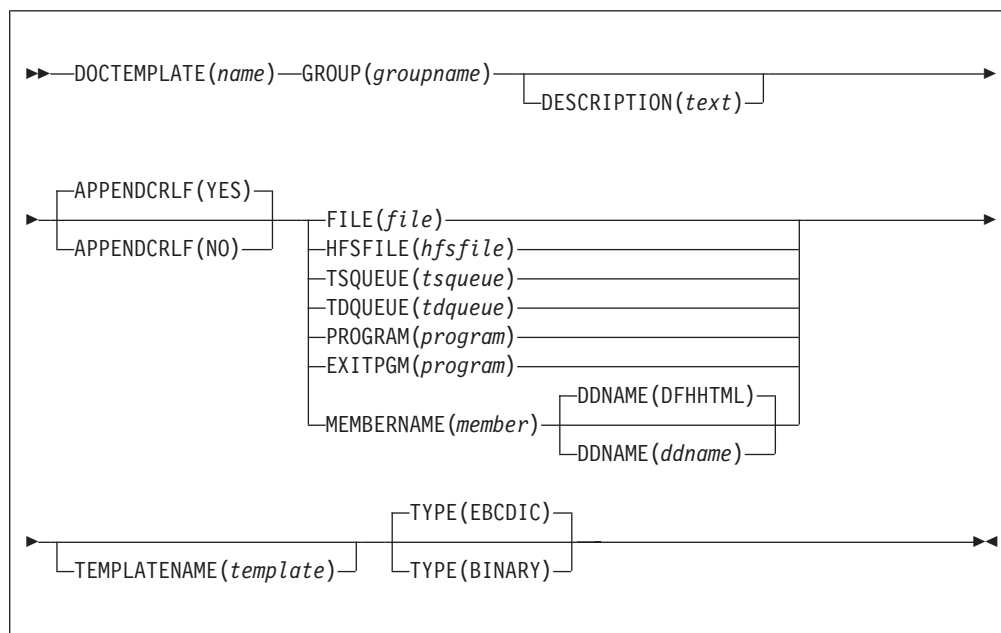 DOCTEMPLATE(name) GROUP(groupname)
DESCRIPTION(text)
APPENDCRLF(YES)
APPENDCRLF(NO)
FILE(file)
HFSFILE(hfsfile)
TSQUEUE(tsqueue)
TDQUEUE(tdqueue)
PROGRAM(program)
EXITPGM(program)
DDNAME(DFHHTML)
MEMBERNAME(member)
DDNAME(ddname)
TYPE(EBCDIC)
TEMPLATENAME(template)
TYPE(BINARY)